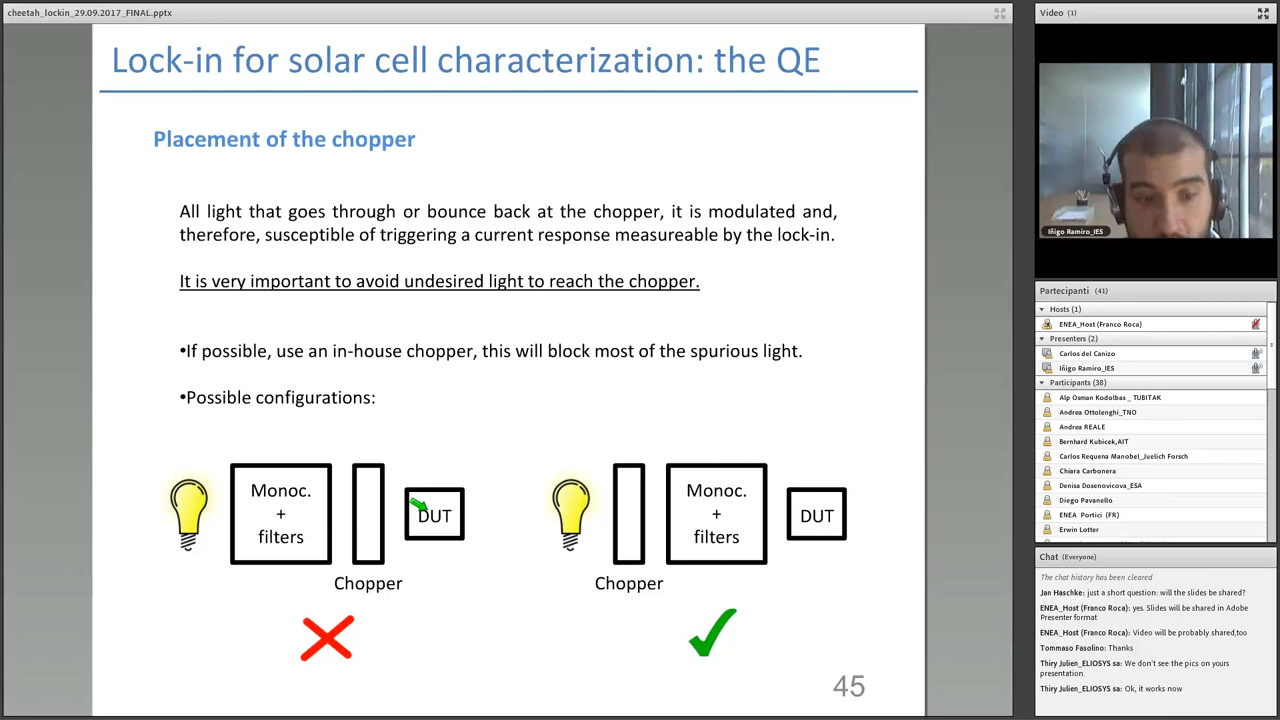 cheetah_lockin_29.09.2017_FINAL.pptx
Lock-in for solar cell characterization: the QE
Placement of the chopper
All light that goes through or bounce back at the chopper, it is modulated and,
therefore, susceptible of triggering a current response measureable by the lock-in.
It is very important to avoid undesired light to reach the chopper.
•If possible, use an in-house chopper, this will block most of the spurious light.
•Possible configurations:
Monoc.
+
filters
DUT
Chopper
Monoc.
+
filters
DUT
Chopper
45
Video (1)
Iñigo Ramiro_IES
Partecipanti (41)
Hosts (1)
ENEA_Host (Franco Roca)
Presenters (2)
Carlos del Canizo
Iñigo Ramiro_IES
Participants (38)
Alp Osman Kodolbas _ TUBITAK
Andrea Ottolenghi_TNO
Andrea REALE
Bernhard Kubicek,AIT
Carlos Requena Manobel_Juelich Forsch
Chiara Carbonera
Denisa Dosenovicova_ESA
Diego Pavanello
ENEA Portici (FR)
Erwin Lotter
Chat (Everyone)
The chat history has been cleared
Jan Haschke: just a short question: will the slides be shared?
ENEA_Host (Franco Roca): yes. Slides will be shared in Adobe
Presenter format
ENEA_Host (Franco Roca): Video will be probably shared,too
Tommaso Fasolino: Thanks
Thiry Julien_ELIOSYS sa: We don't see the pics on yours
presentation.
Thiry Julien_ELIOSYS sa: Ok, it works now